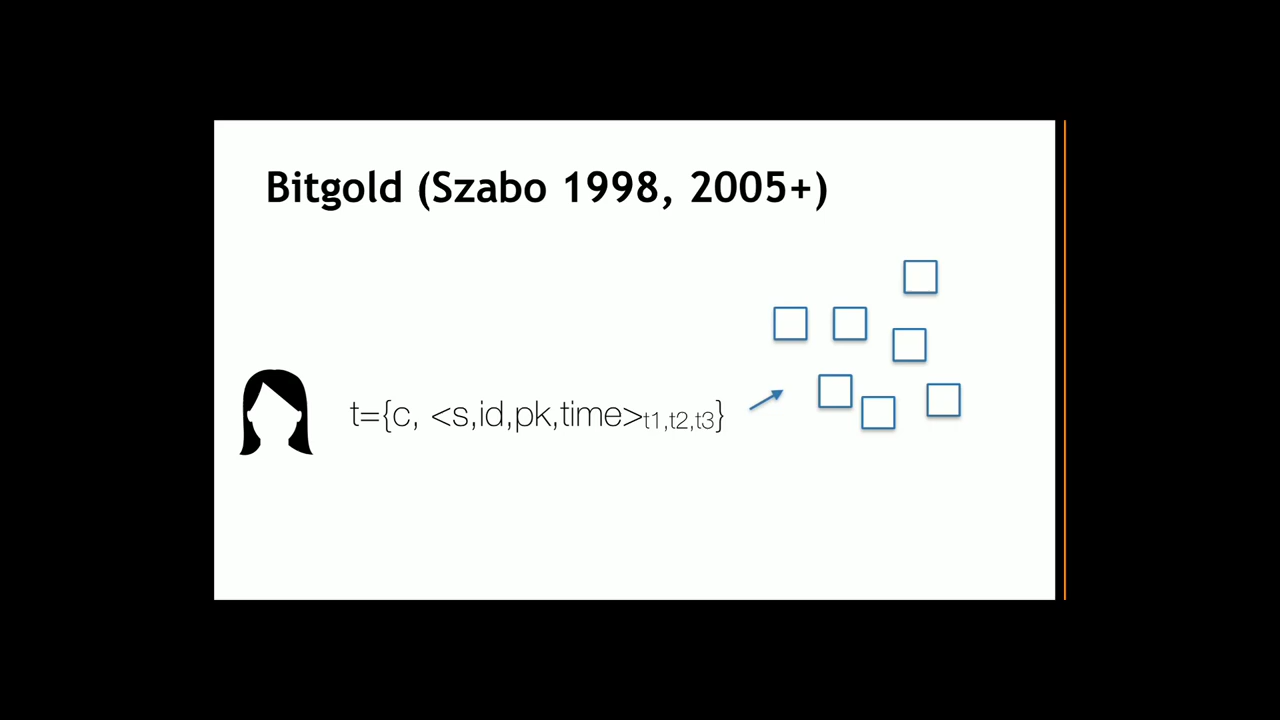 Bitgold (Szabo 1998, 2005+)
t={c, <s,id,pk,time>t1,t2,t3}